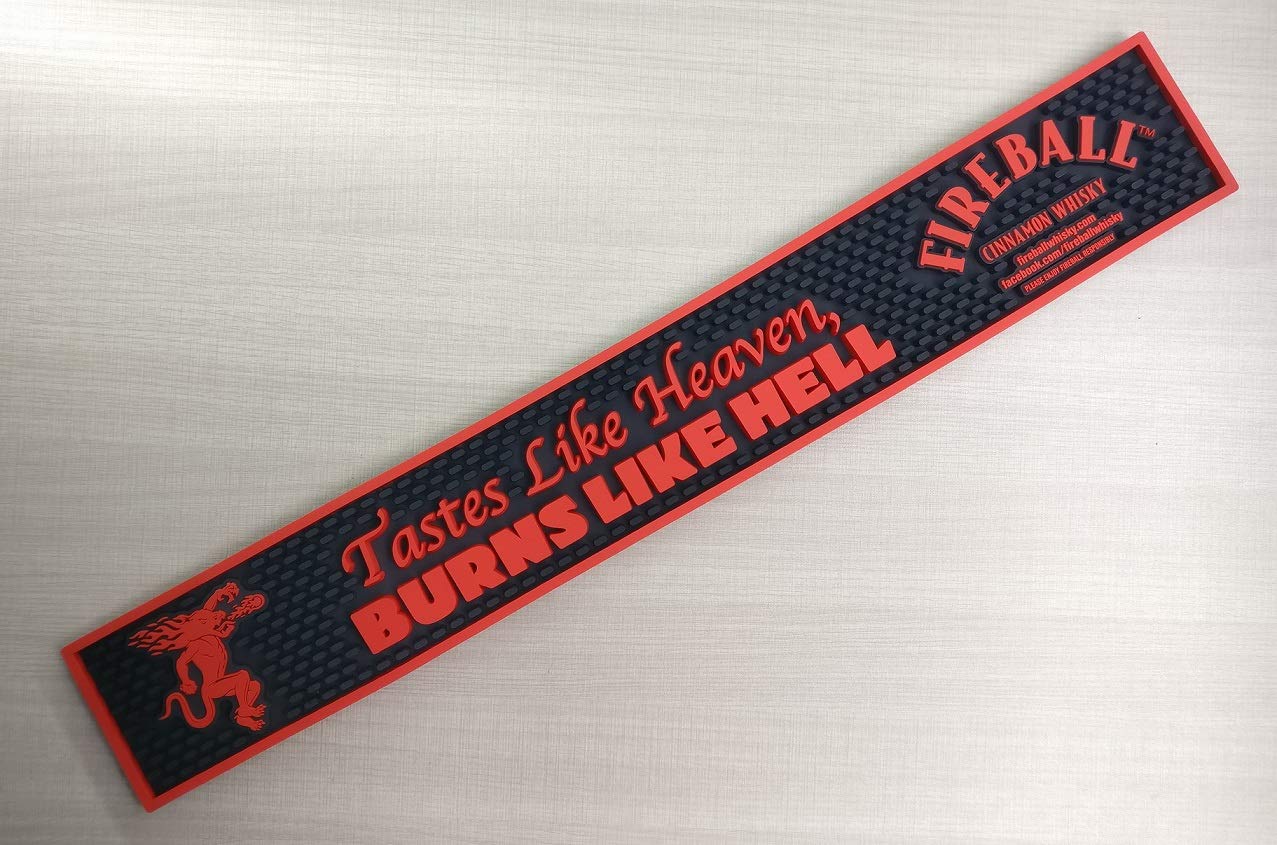 Tastes Like Heaven,
BURNS LIKE HELL
FIREBALL™
CINNAMON WHISKY
fireballwhisky.com
facebook.com/fireballwhisky
PLEASE ENJOY FIREBALL RESPONSIBLY